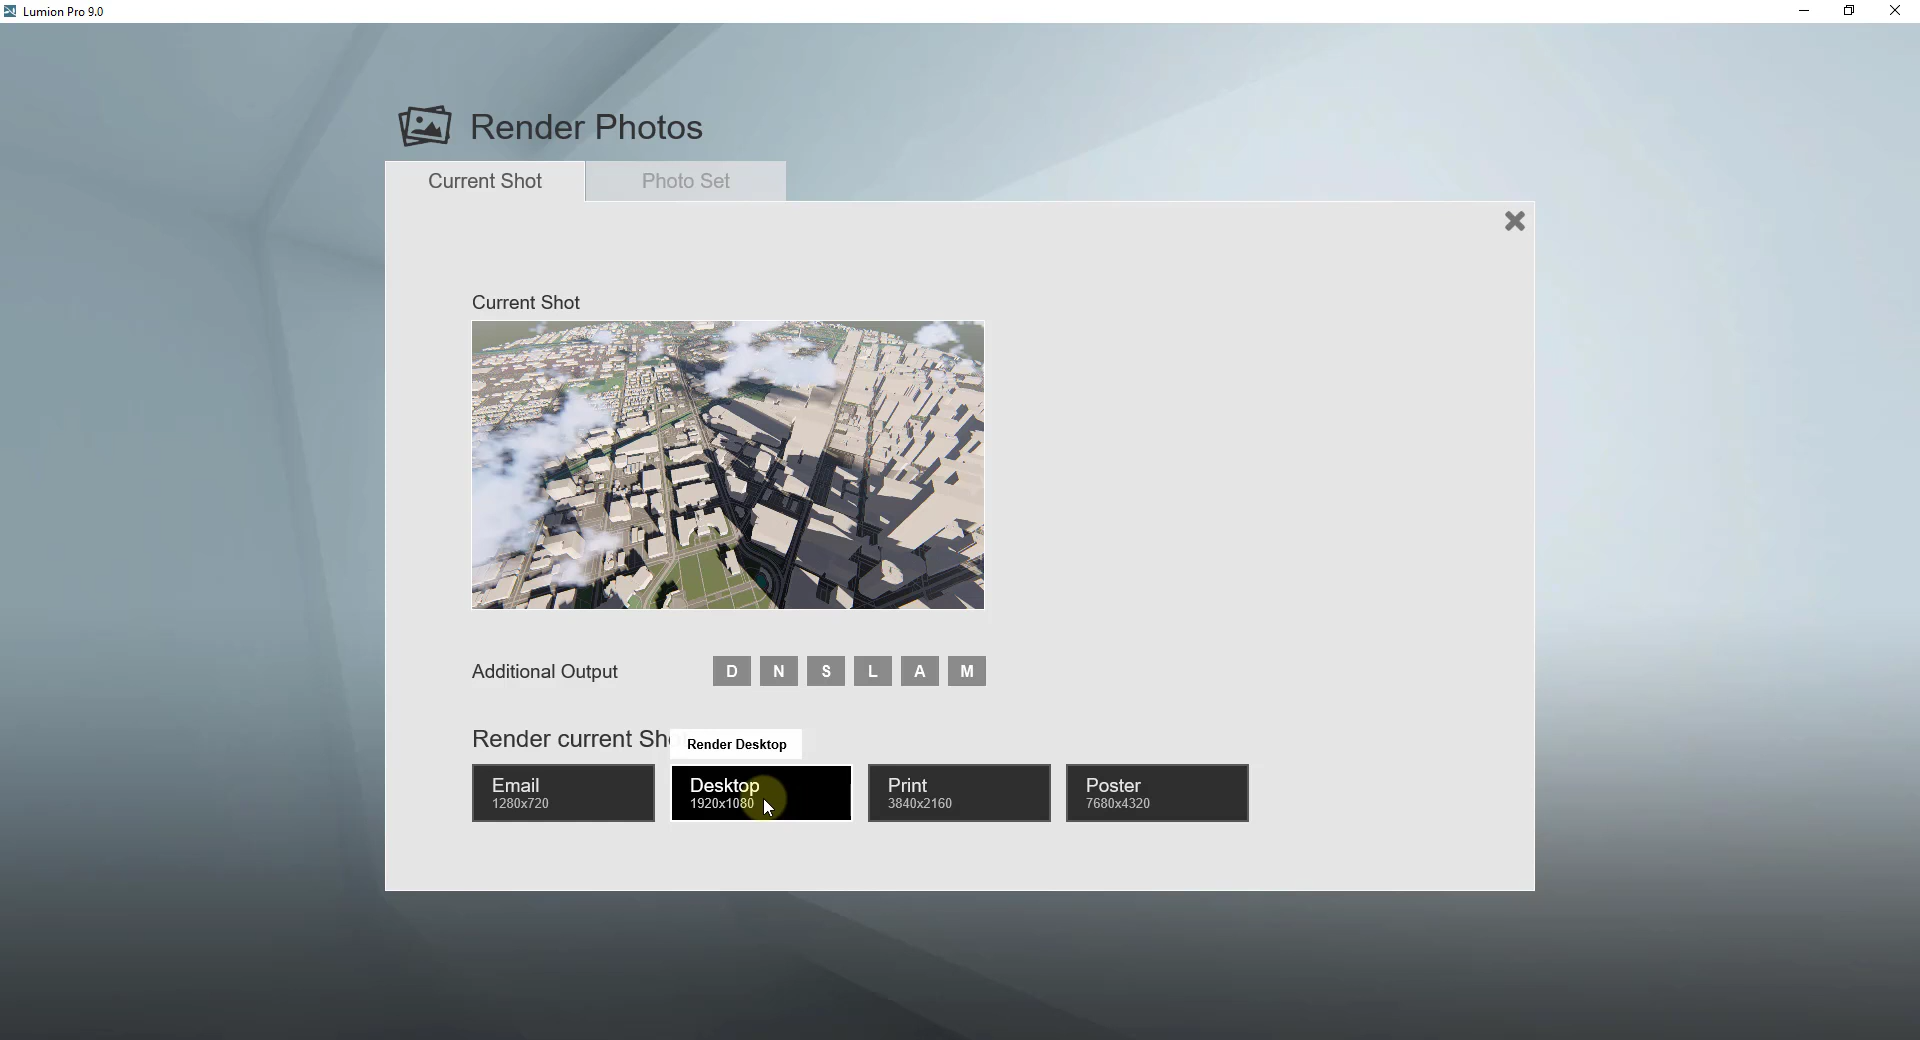 Lumion Pro 9.0
Render Photos
Current Shot
Photo Set
Current Shot
Additional Output
D N S L A M
Render current Sho
Render Desktop
Email
1280x720
Desktop
1920x1080
Print
3840x2160
Poster
7680x4320